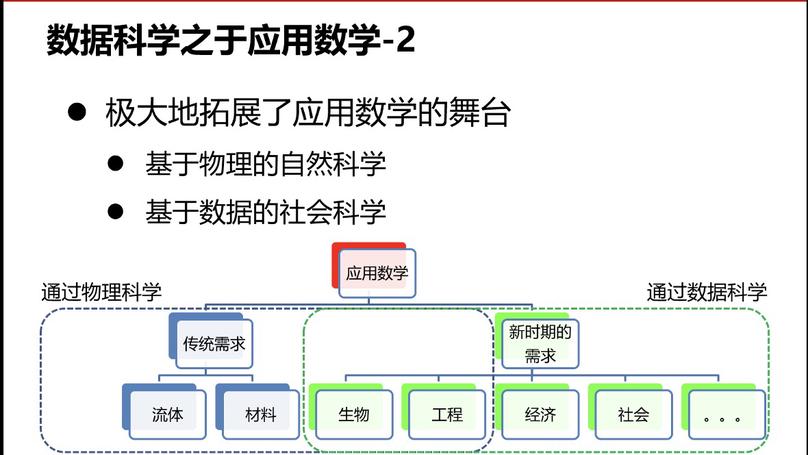 数据科学之于应用数学-2
极大地拓展了应用数学的舞台
基于物理的自然科学
基于数据的社会科学
应用数学
通过物理科学
通过数据科学
传统需求
新时期的
需求
流体
材料
生物
工程
经济
社会
。。。